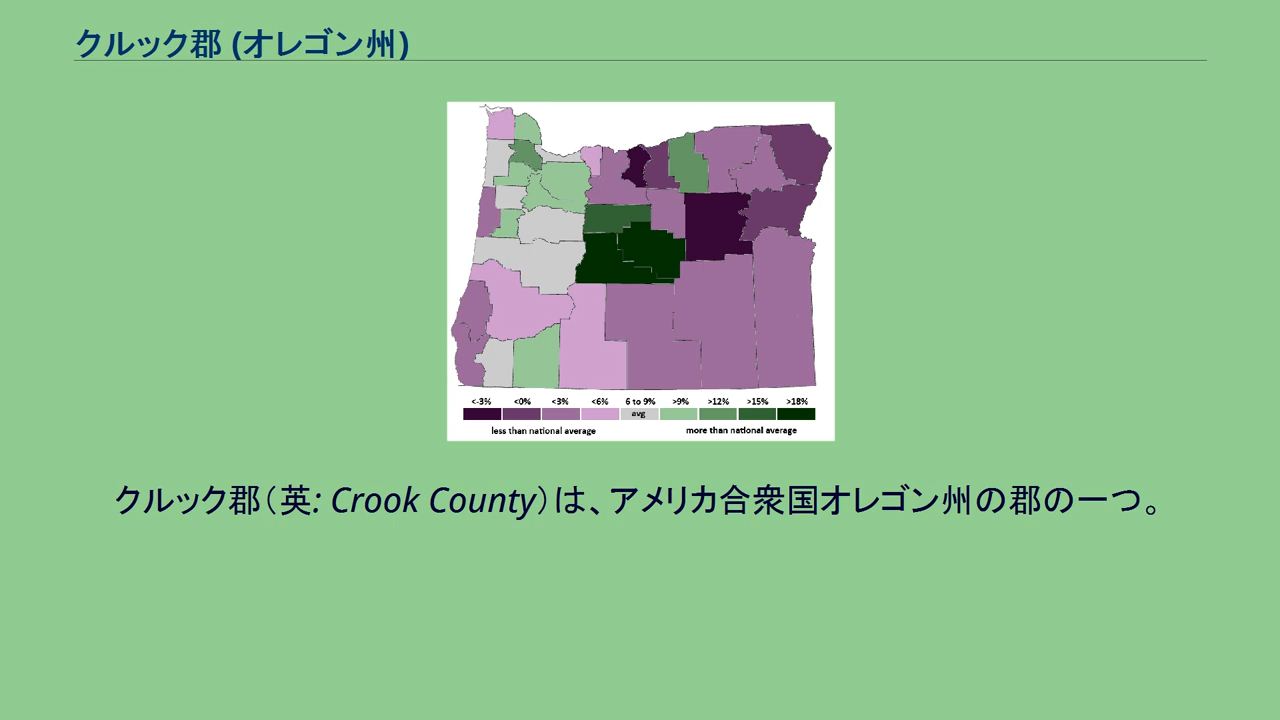 クルック郡 (オレゴン州)
<-3% <0% <3% <6% 6 to 9% >9% >12% >15% >18%
avg
less than national average more than national average
クルック郡（英: Crook County）は、アメリカ合衆国オレゴン州の郡の一つ。